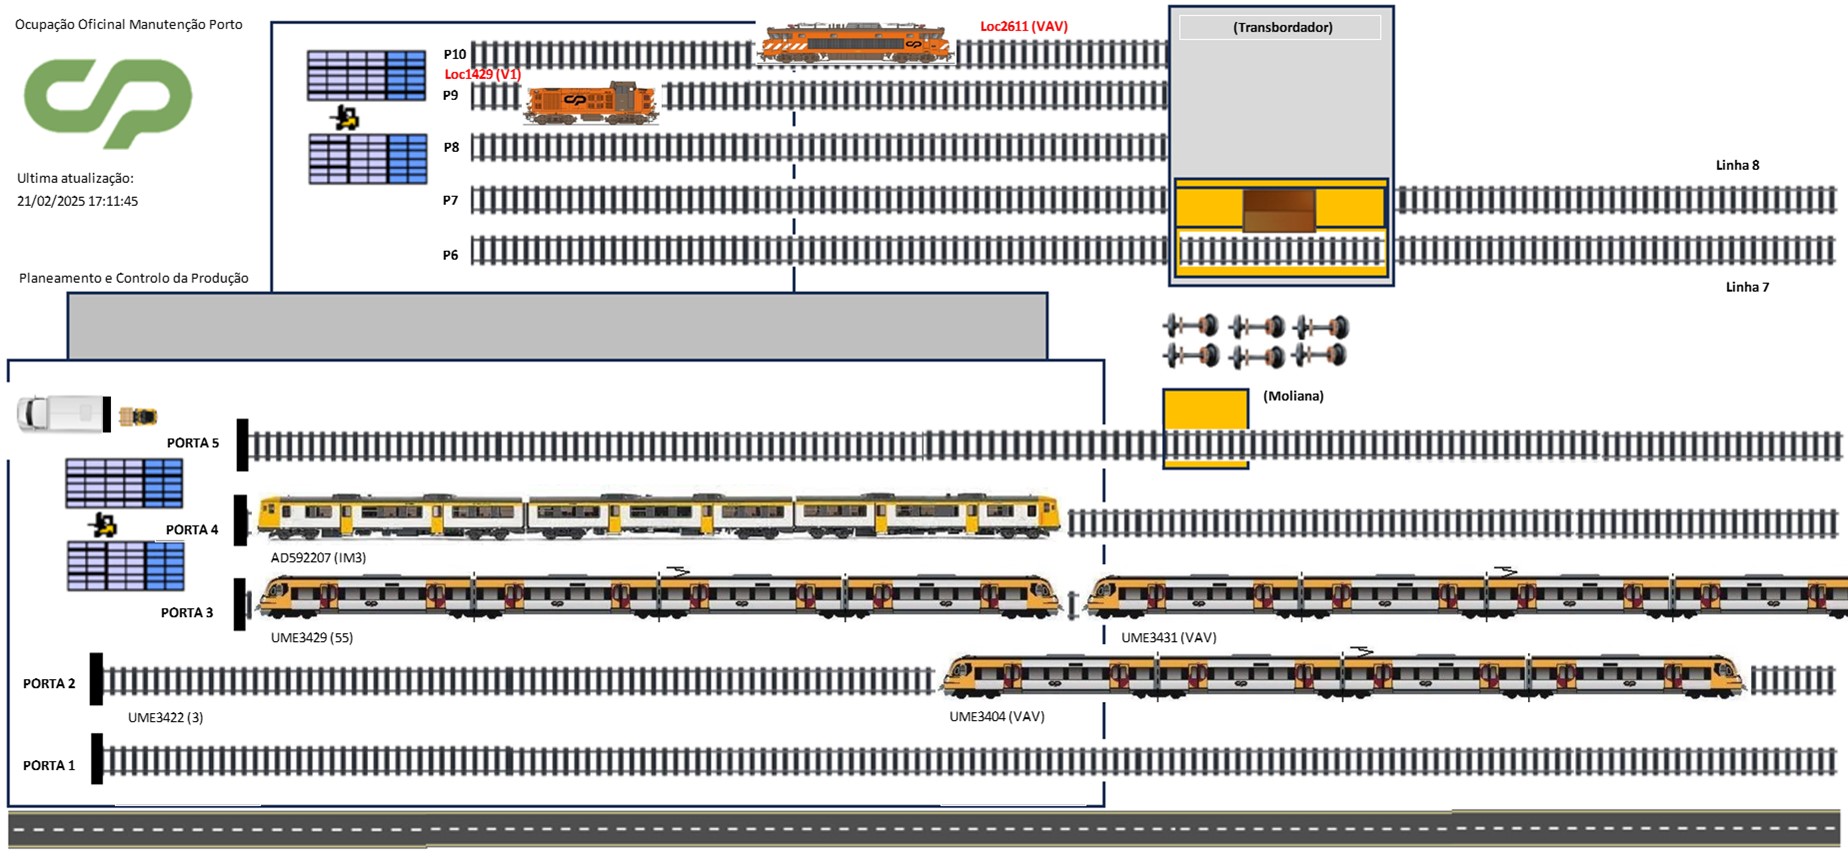 Ocupação Oficinal Manutenção Porto
Loc2611 (VAV)
(Transbordador)
P10
Loc1429 (V1)
P9
P8
Ultima atualização:
21/02/2025 17:11:45
Linha 8
P7
P6
Planeamento e Controlo da Produção
Linha 7
(Moliana)
PORTA 5
PORTA 4
AD592207 (IM3)
PORTA 3
UME3429 (55)
UME3431 (VAV)
PORTA 2
UME3422 (3)
UME3404 (VAV)
PORTA 1